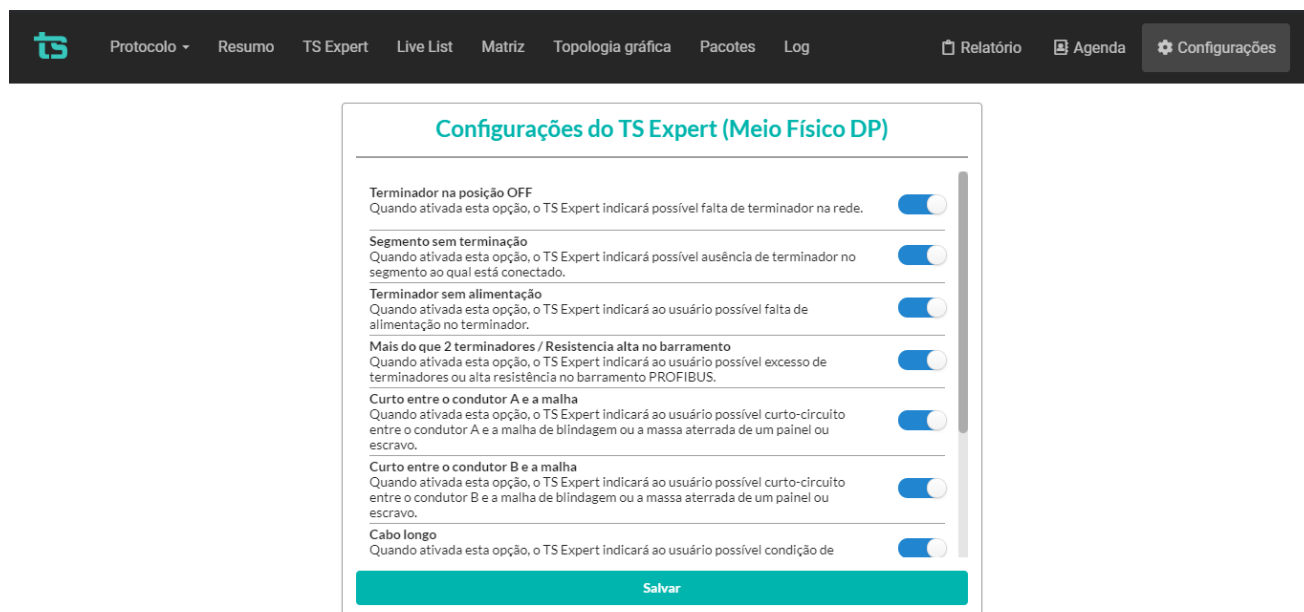 ts Protocolo Resumo TS Expert Live List Matriz Topologia gráfica Pacotes Log Relatório Agenda Configurações
Configurações do TS Expert (Meio Físico DP)
Terminador na posição OFF
Quando ativada esta opção, o TS Expert indicará possível falta de terminador na rede.
Segmento sem terminação
Quando ativada esta opção, o TS Expert indicará possível ausência de terminador no
segmento ao qual está conectado.
Terminador sem alimentação
Quando ativada esta opção, o TS Expert indicará ao usuário possível falta de
alimentação no terminador.
Mais do que 2 terminadores / Resistencia alta no barramento
Quando ativada esta opção, o TS Expert indicará ao usuário possível excesso de
terminadores ou alta resistência no barramento PROFIBUS.
Curto entre o condutor A e a malha
Quando ativada esta opção, o TS Expert indicará ao usuário possível curto-circuito
entre o condutor A e a malha de blindagem ou a massa aterrada de um painel ou
escravo.
Curto entre o condutor B e a malha
Quando ativada esta opção, o TS Expert indicará ao usuário possível curto-circuito
entre o condutor B e a malha de blindagem ou a massa aterrada de um painel ou
escravo.
Cabo longo
Quando ativada esta opção, o TS Expert indicará ao usuário possível condição de
Salvar